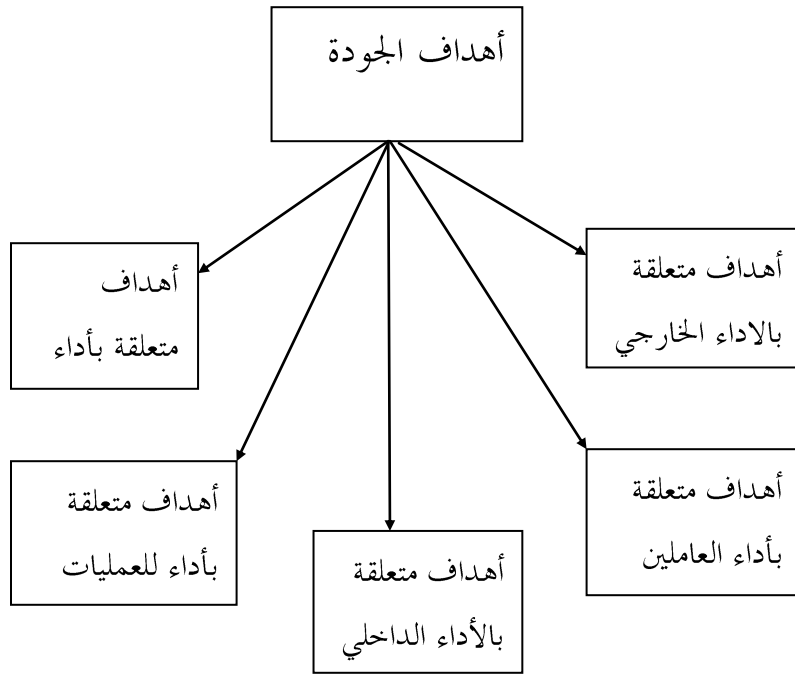 أهداف الجودة
أهداف متعلقة
بالاداء الخارجي
أهداف
متعلقة بأداء
أهداف متعلقة
بأداء العاملين
أهداف متعلقة
بأداء للعمليات
أهداف متعلقة
بالأداء الداخلي